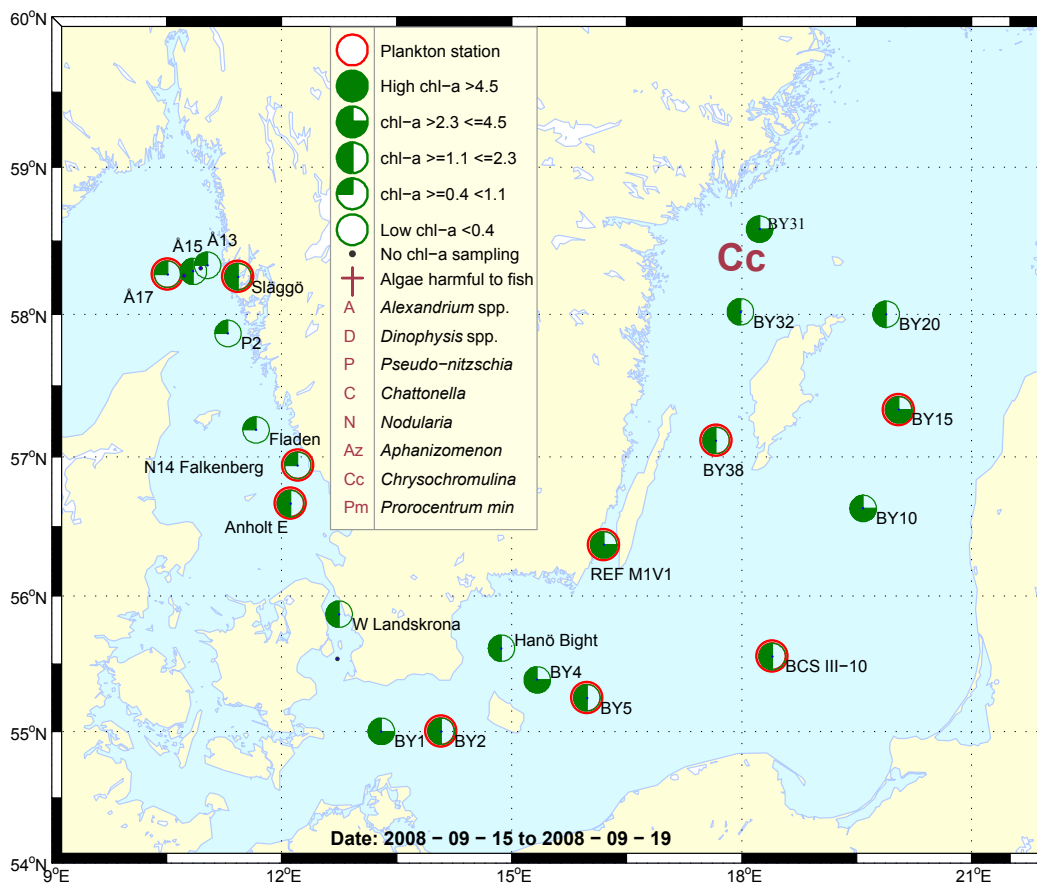 60°N
Plankton station
High chl−a >4.5
chl−a >2.3 <=4.5
chl−a >=1.1 <=2.3
chl−a >=0.4 <1.1
Low chl−a <0.4
No chl−a sampling
Algae harmful to fish
A Alexandrium spp.
D Dinophysis spp.
P Pseudo−nitzschia
C Chattonella
N Nodularia
Az Aphanizomenon
Cc Chrysochromulina
Pm Prorocentrum min
59°N
BY31
Å13
Å15
Cc
Släggö
Å17
58°N
BY32
BY20
P2
BY15
Fladen
BY38
57°N
N14 Falkenberg
Anholt E
BY10
REF M1V1
56°N
W Landskrona
Hanö Bight
BCS III−10
BY4
BY5
55°N
BY1
BY2
Date: 2008 − 09 − 15 to 2008 − 09 − 19
54°N
9°E
12°E
15°E
18°E
21°E